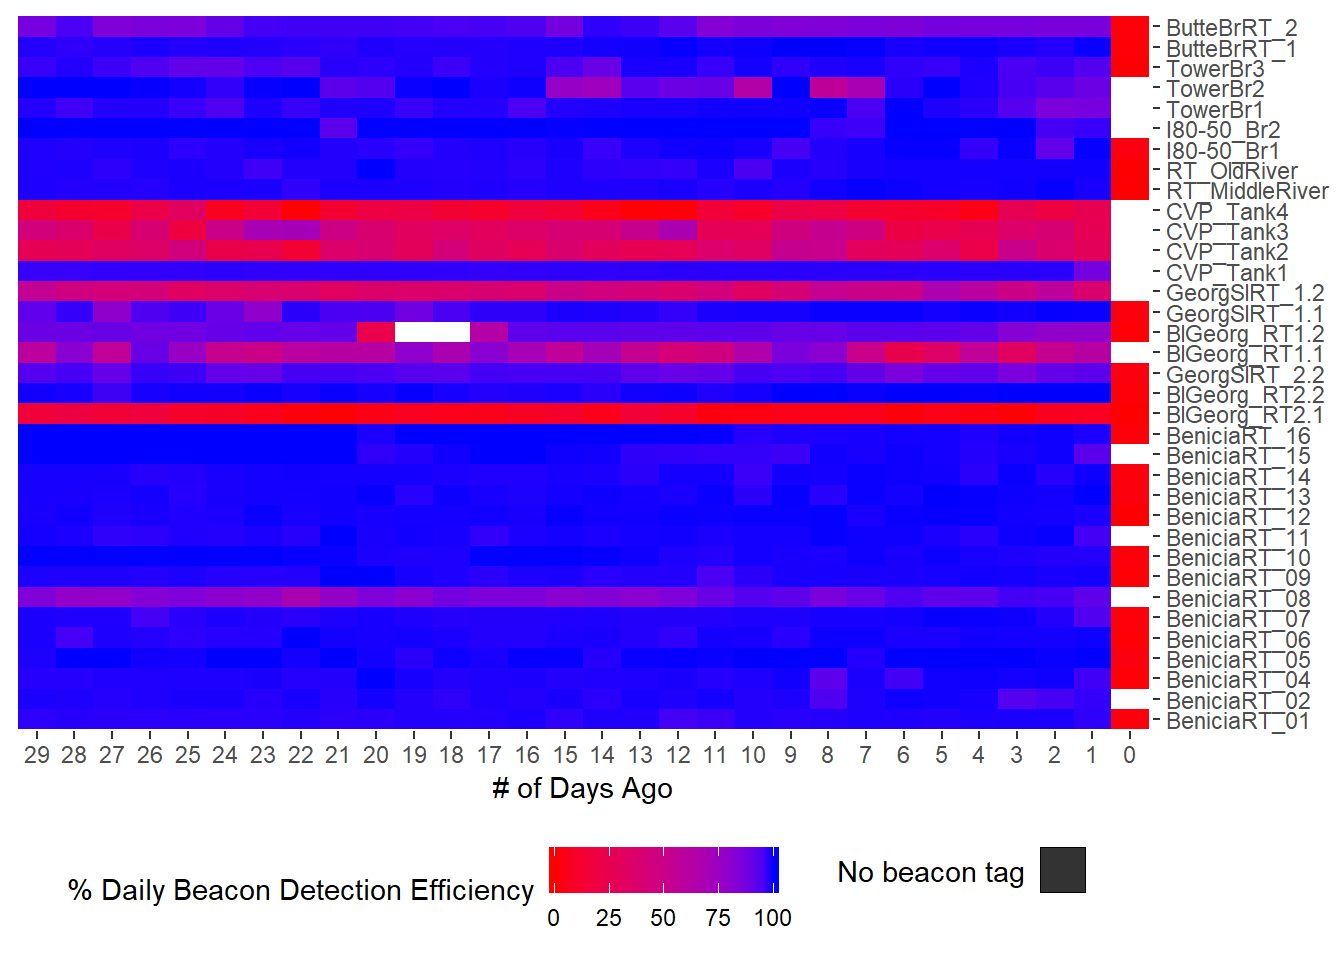 ButteBrRT_2
ButteBrRT_1
TowerBr3
TowerBr2
TowerBr1
I80-50_Br2
I80-50_Br1
RT_OldRiver
RT_MiddleRiver
CVP_Tank4
CVP_Tank3
CVP_Tank2
CVP_Tank1
GeorgSlRT_1.2
GeorgSlRT_1.1
BlGeorg_RT1.2
BlGeorg_RT1.1
GeorgSlRT_2.2
BlGeorg_RT2.2
BlGeorg_RT2.1
BeniciaRT_16
BeniciaRT_15
BeniciaRT_14
BeniciaRT_13
BeniciaRT_12
BeniciaRT_11
BeniciaRT_10
BeniciaRT_09
BeniciaRT_08
BeniciaRT_07
BeniciaRT_06
BeniciaRT_05
BeniciaRT_04
BeniciaRT_02
BeniciaRT_01
29 28 27 26 25 24 23 22 21 20 19 18 17 16 15 14 13 12 11 10 9 8 7 6 5 4 3 2 1 0
# of Days Ago
% Daily Beacon Detection Efficiency
0 25 50 75 100
No beacon tag